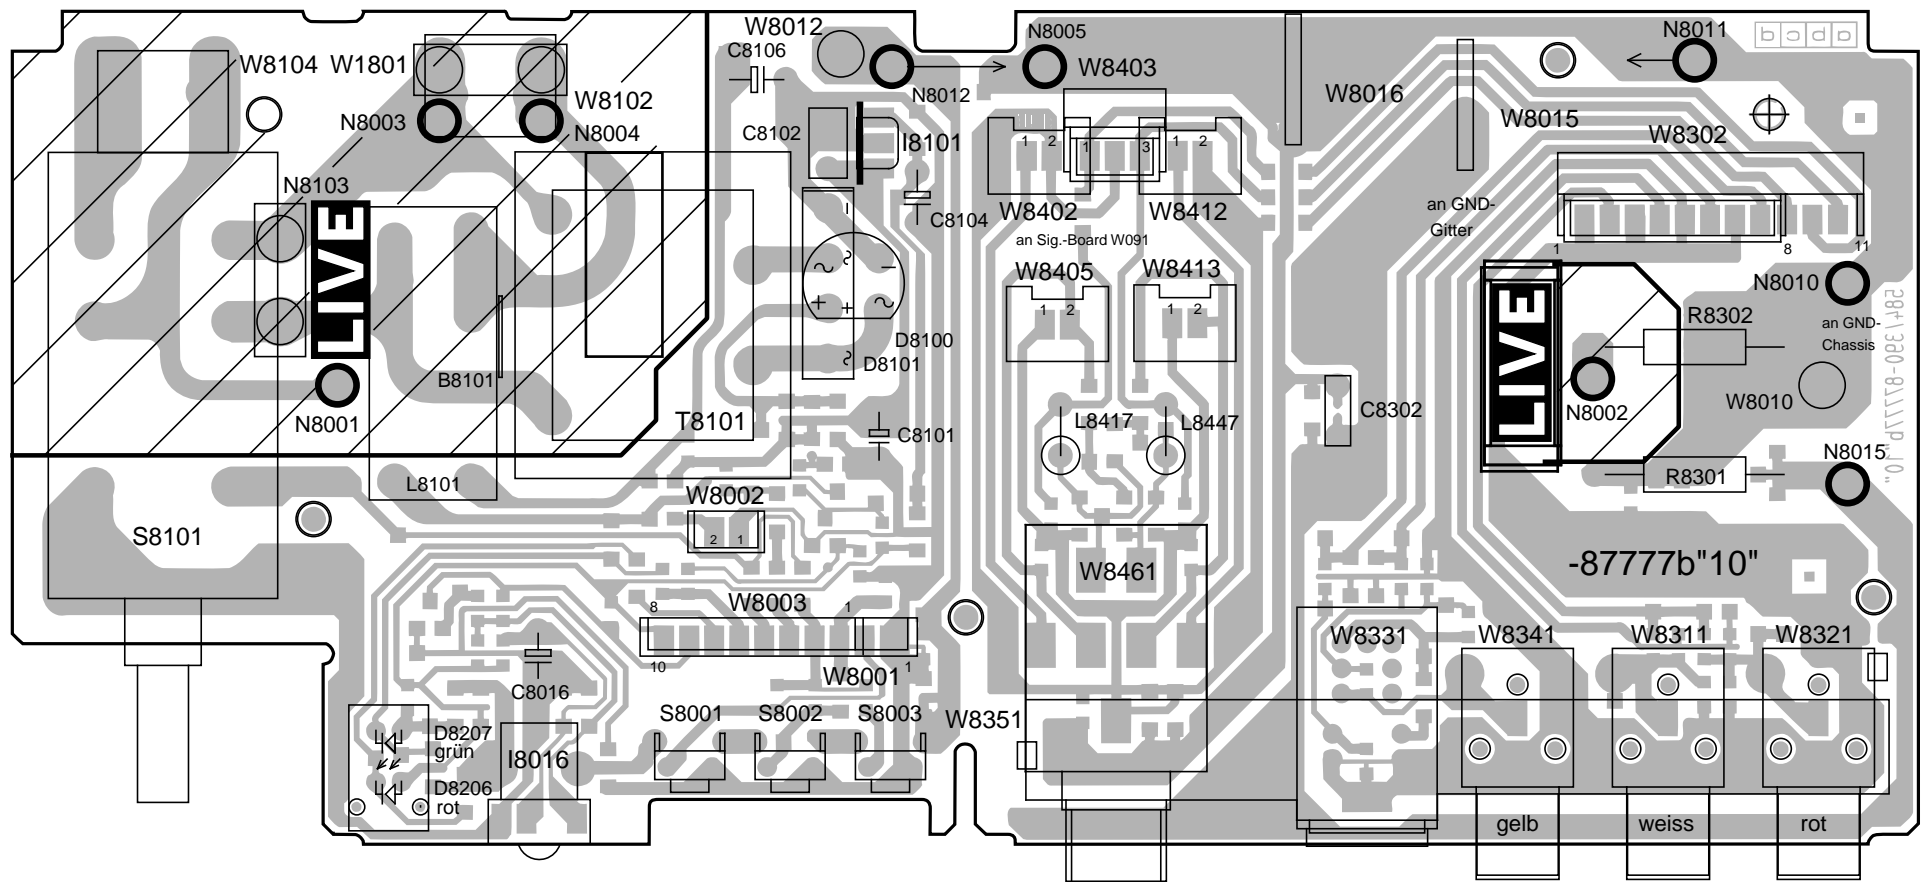 W8012
C8106
N8005
N8011
W8104
W1801
W8403
W8102
N8012
W8016
W8015
N8003
N8004
C8102
I8101
W8302
1
2
1
3
1
2
N8103
LIVE
C8104
W8402
W8412
an GND-
Gitter
an Sig.-Board W091
1
8
11
~
−
~
+
+
~
~
W8405
W8413
1
2
1
2
N8010
LIVE
R8302
an GND-
Chassis
D8100
D8101
B8101
N8001
T8101
C8101
L8417
L8447
C8302
N8002
W8010
N8015
L8101
R8301
W8002
2
1
S8101
W8461
-87777b"10"
8
W8003
1
10
W8001
1
W8331
W8341
W8311
W8321
C8016
S8001
S8002
S8003
W8351
D8207
grün
I8016
D8206
rot
gelb
weiss
rot